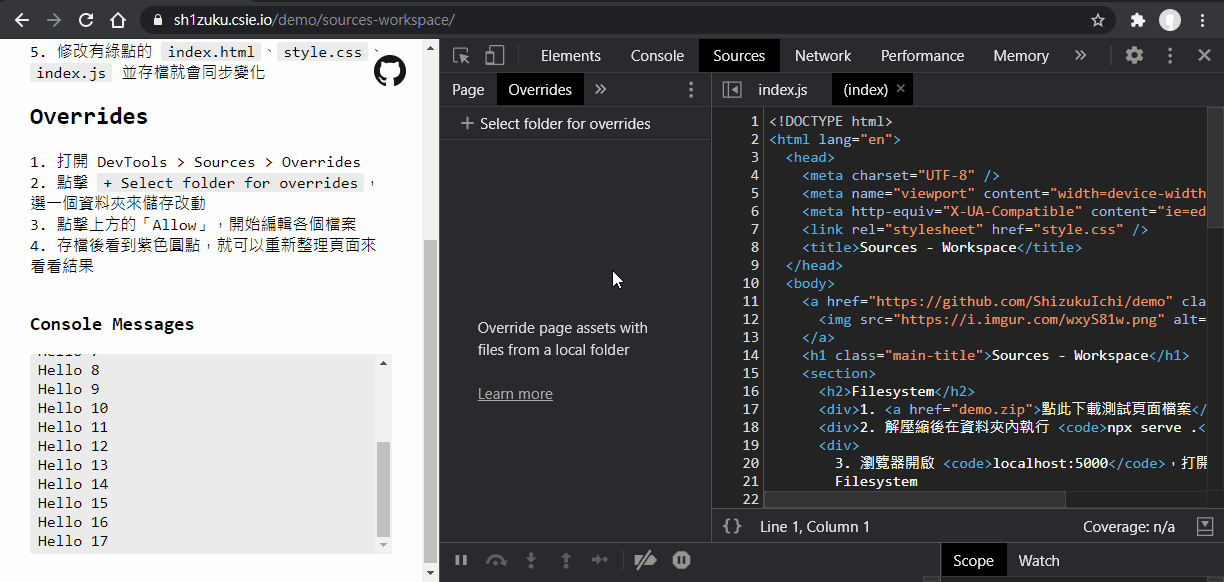 sh1zuku.csie.io/demo/sources-workspace/
5. 修改有綠點的 index.html、style.css、
index.js 並存檔就會同步變化
Overrides
1. 打開 DevTools > Sources > Overrides
2. 點擊 + Select folder for overrides，
選一個資料夾來儲存改動
3. 點擊上方的「Allow」，開始編輯各個檔案
4. 存檔後看到紫色圓點，就可以重新整理頁面來
看看結果
Console Messages
Hello 7
Hello 8
Hello 9
Hello 10
Hello 11
Hello 12
Hello 13
Hello 14
Hello 15
Hello 16
Hello 17
Elements Console Sources Network Performance Memory »
Page Overrides »
+ Select folder for overrides
Override page assets with
files from a local folder
Learn more
index.js (index) ×
1 <!DOCTYPE html>
2 <html lang="en">
3 <head>
4 <meta charset="UTF-8" />
5 <meta name="viewport" content="width=device-width
6 <meta http-equiv="X-UA-Compatible" content="ie=ed
7 <link rel="stylesheet" href="style.css" />
8 <title>Sources - Workspace</title>
9 </head>
10 <body>
11 <a href="https://github.com/ShizukuIchi/demo" cla
12 <img src="https://i.imgur.com/wxyS81w.png" alt=
13 </a>
14 <h1 class="main-title">Sources - Workspace</h1>
15 <section>
16 <h2>Filesystem</h2>
17 <div>1. <a href="demo.zip">點此下載測試頁面檔案</
18 <div>2. 解壓縮後在資料夾內執行 <code>npx serve .<
19 <div>
20 3. 瀏覽器開啟 <code>localhost:5000</code>，打開
21 Filesystem
22
{} Line 1, Column 1 Coverage: n/a
Scope Watch